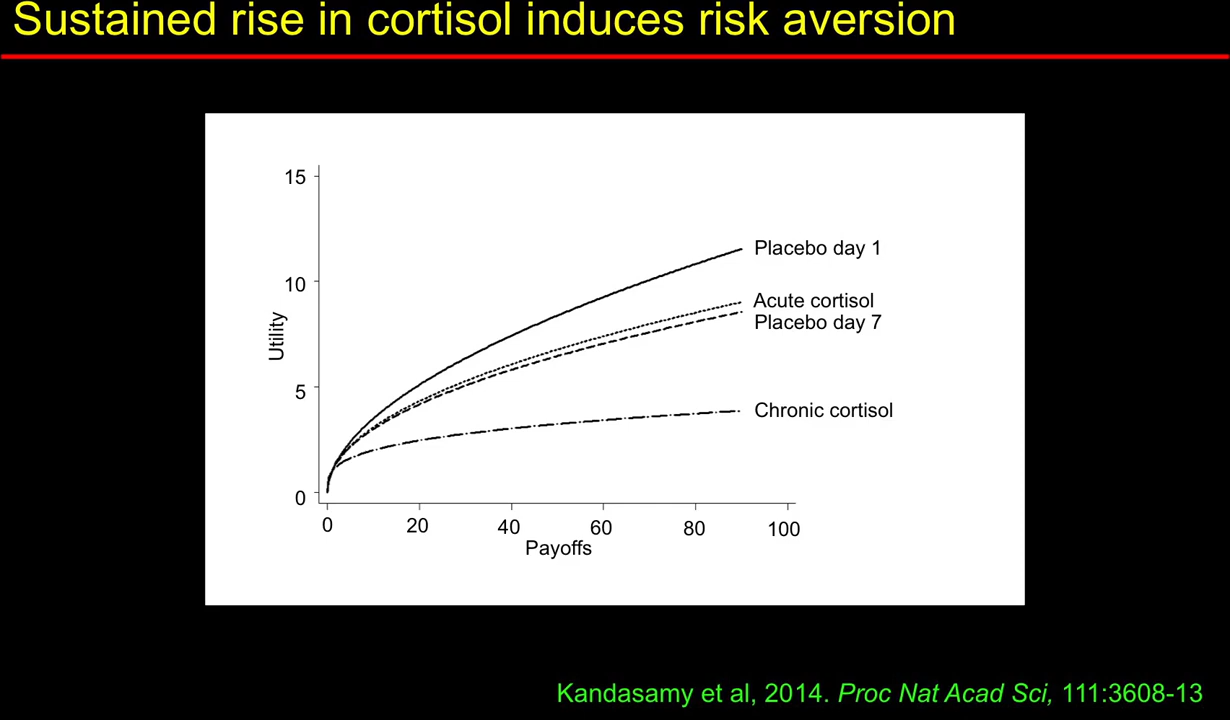 Sustained rise in cortisol induces risk aversion
15
10
5
0
Utility
0 20 40 60 80 100
Payoffs
Placebo day 1
Acute cortisol
Placebo day 7
Chronic cortisol
Kandasamy et al, 2014. Proc Nat Acad Sci, 111:3608-13